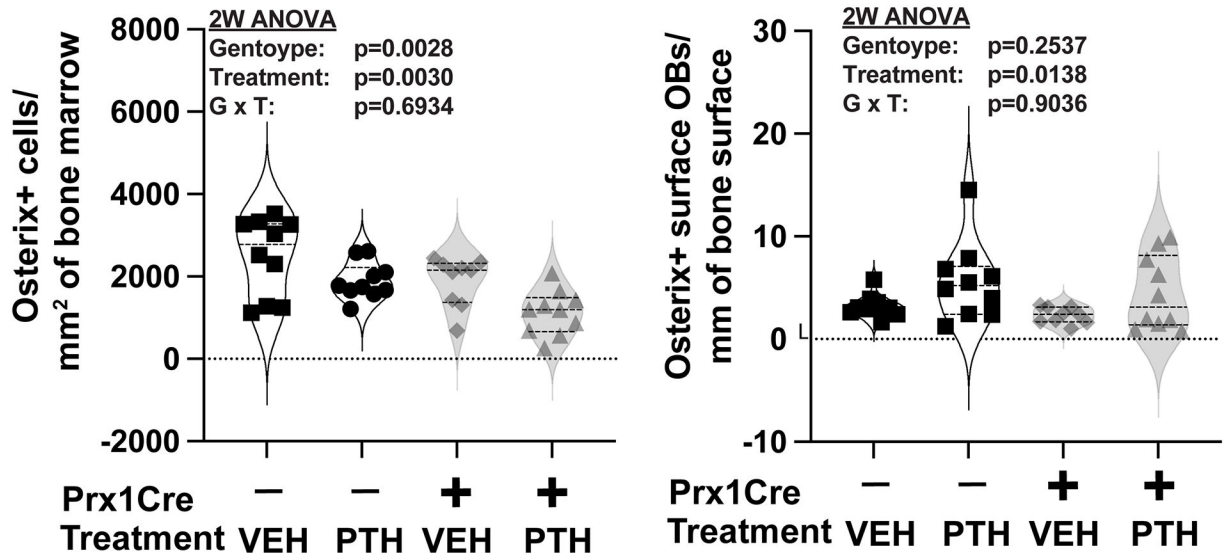 2W ANOVA
Gentoype: p=0.0028
Treatment: p=0.0030
G x T: p=0.6934
Osterix+ cells/
mm² of bone marrow
8000
6000
4000
2000
0
-2000
Prx1Cre − − + +
Treatment VEH PTH VEH PTH
2W ANOVA
Gentoype: p=0.2537
Treatment: p=0.0138
G x T: p=0.9036
Osterix+ surface OBs/
mm of bone surface
30
20
10
L
0
-10
Prx1Cre − − + +
Treatment VEH PTH VEH PTH